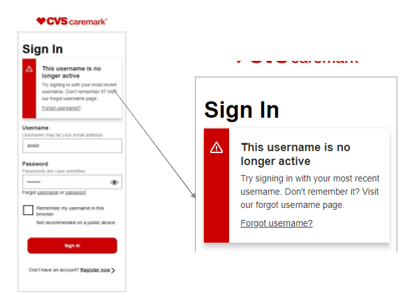 CVS caremark®
Sign In
This username is no
longer active
Try signing in with your most recent
username. Don't remember it? Visit
our forgot username page.
Forgot username?
Username
Username may be your email address
Password
Passwords are case sensitive
Forgot username or password
Remember my username in this
browser
Not recommended on a public device
Sign In
Don't have an account? Register now
CVS caremark
Sign In
This username is no
longer active
Try signing in with your most recent
username. Don't remember it? Visit
our forgot username page.
Forgot username?